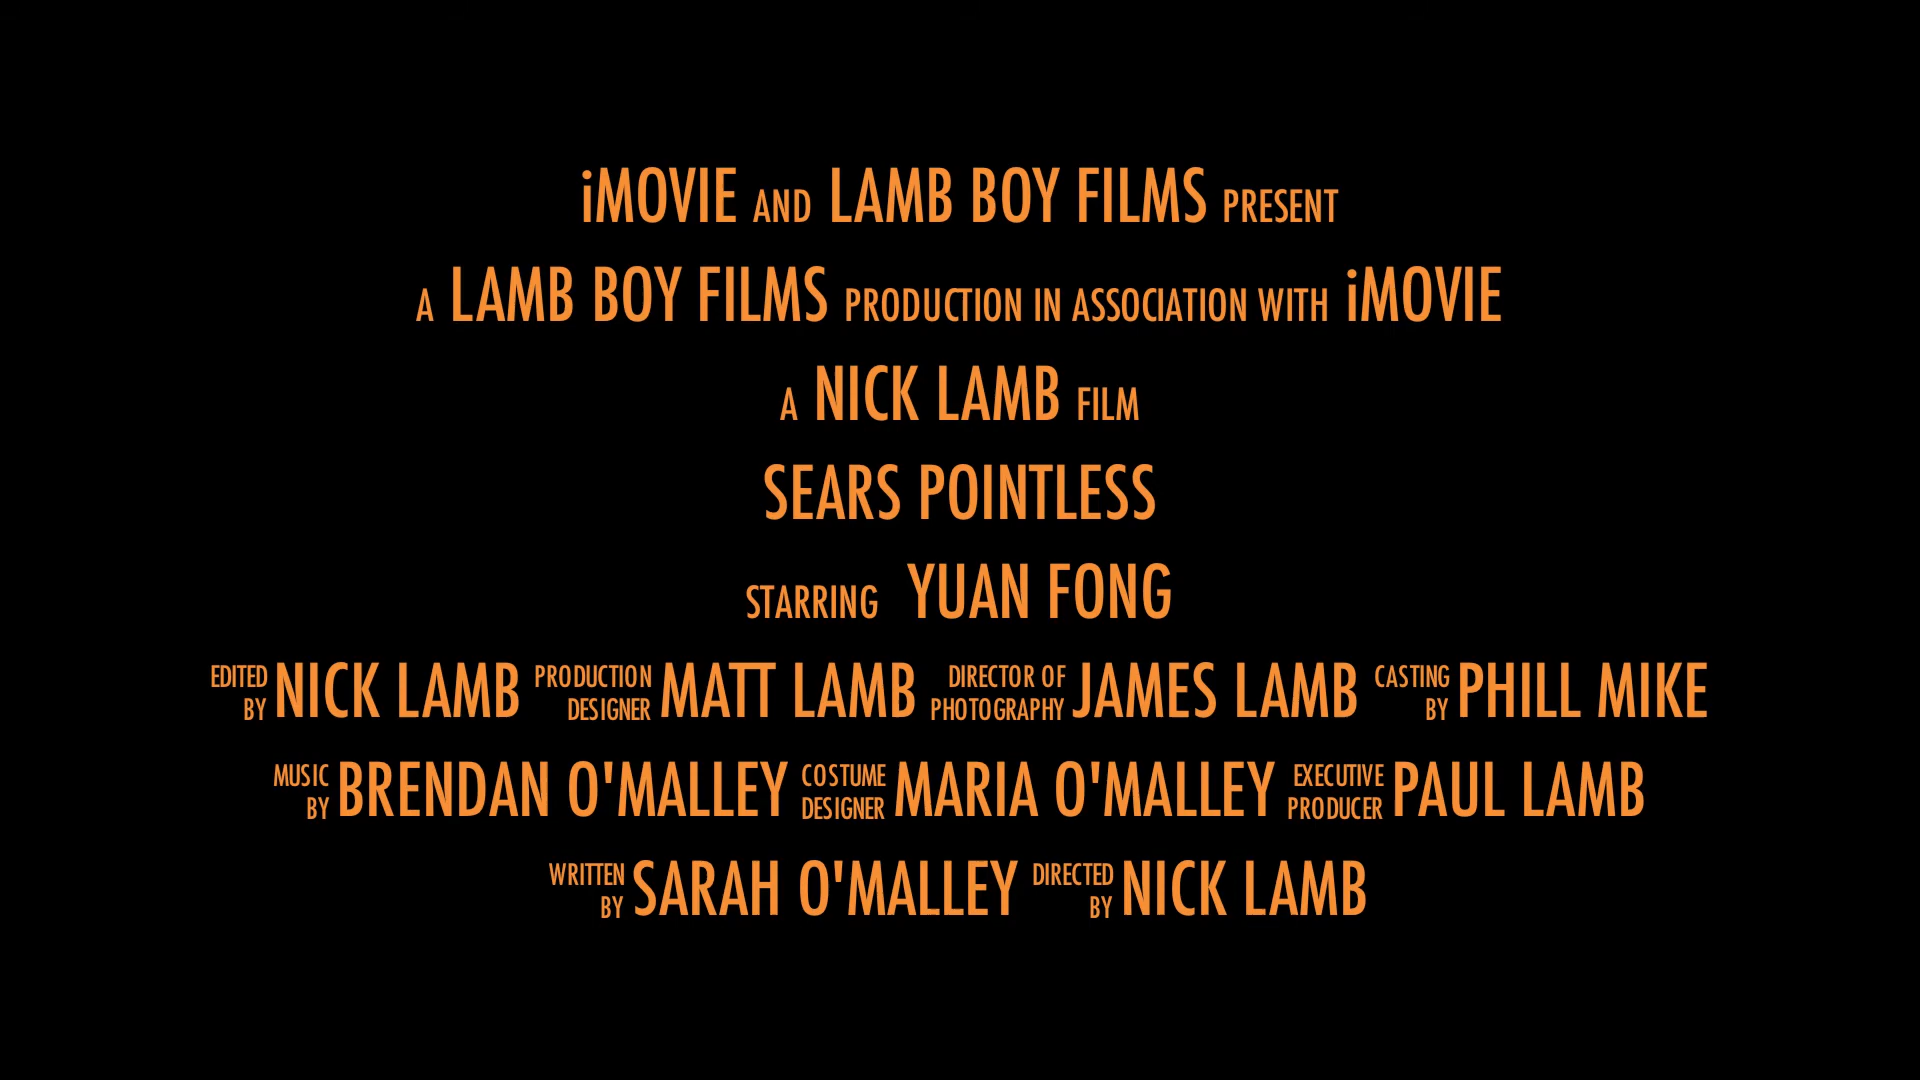 iMOVIE AND LAMB BOY FILMS PRESENT
A LAMB BOY FILMS PRODUCTION IN ASSOCIATION WITH iMOVIE
A NICK LAMB FILM
SEARS POINTLESS
STARRING YUAN FONG
EDITED BY NICK LAMB PRODUCTION DESIGNER MATT LAMB DIRECTOR OF PHOTOGRAPHY JAMES LAMB CASTING BY PHILL MIKE
MUSIC BY BRENDAN O'MALLEY COSTUME DESIGNER MARIA O'MALLEY EXECUTIVE PRODUCER PAUL LAMB
WRITTEN BY SARAH O'MALLEY DIRECTED BY NICK LAMB